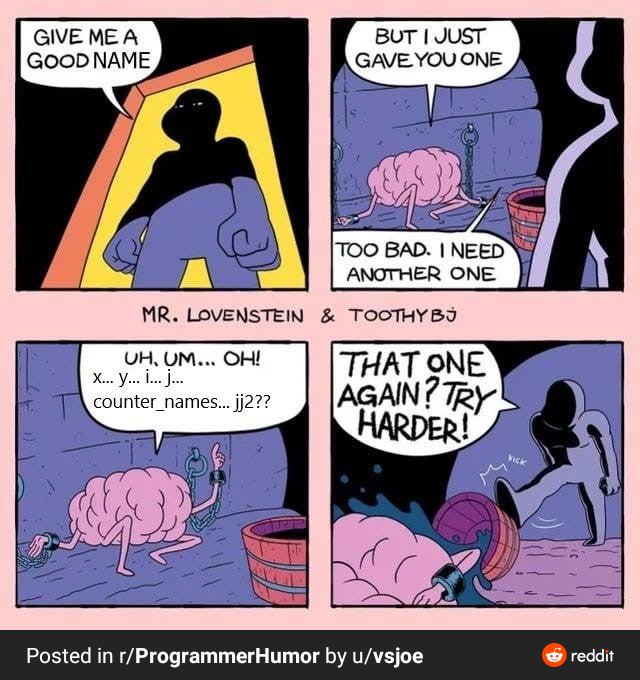 GIVE ME A
GOOD NAME
BUT I JUST
GAVE YOU ONE
TOO BAD. I NEED
ANOTHER ONE
MR. LOVENSTEIN & TOOTHYBJ
UH, UM... OH!
x... y... i... j...
counter_names... jj2??
THAT ONE
AGAIN? TRY
HARDER!
KICK
Posted in r/ProgrammerHumor by u/vsjoe
reddit